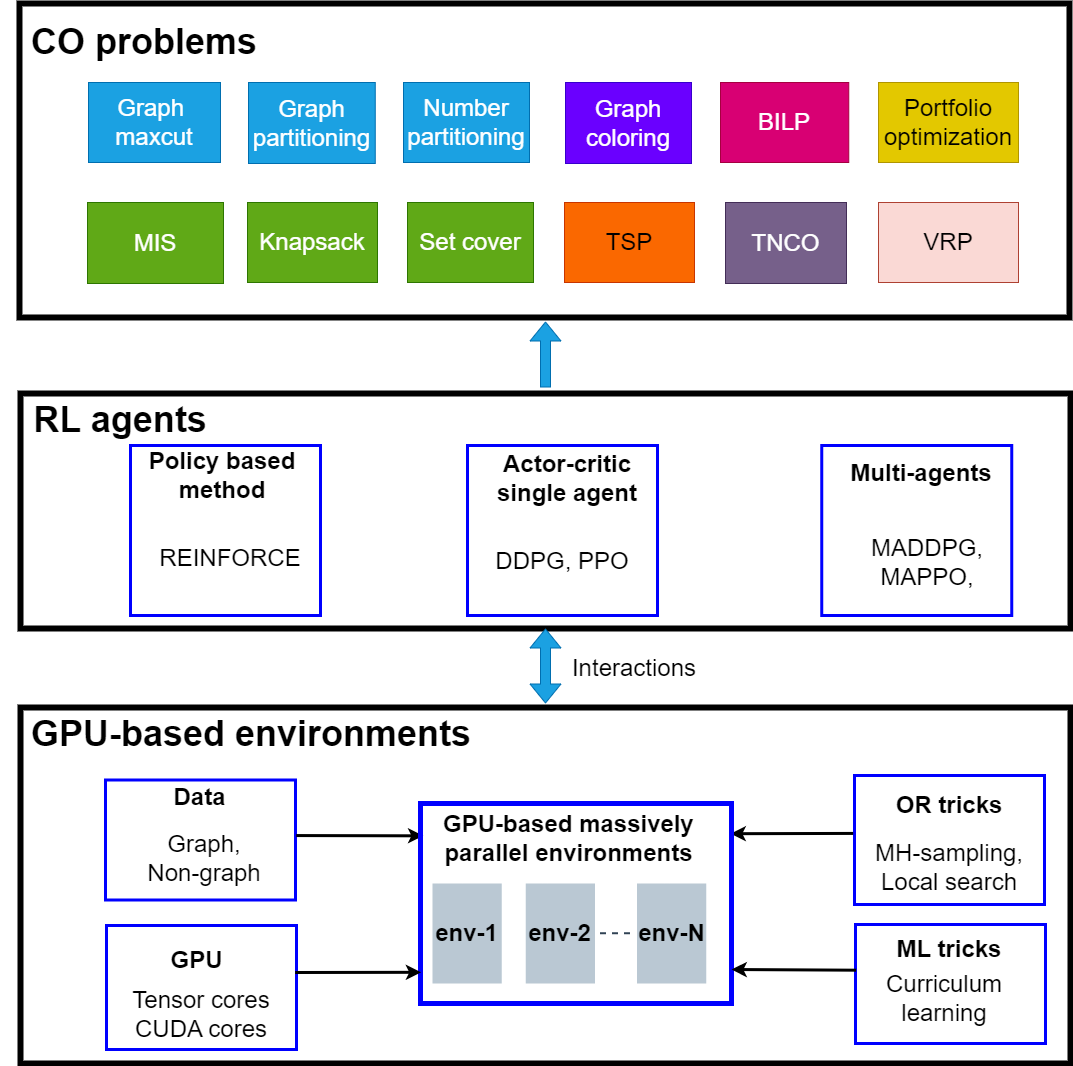 CO problems
Graph
maxcut
Graph
partitioning
Number
partitioning
Graph
coloring
BILP
Portfolio
optimization
MIS
Knapsack
Set cover
TSP
TNCO
VRP
RL agents
Policy based
method
REINFORCE
Actor-critic
single agent
DDPG, PPO
Multi-agents
MADDPG,
MAPPO,
Interactions
GPU-based environments
Data
Graph,
Non-graph
GPU
Tensor cores
CUDA cores
GPU-based massively
parallel environments
env-1
env-2
env-N
OR tricks
MH-sampling,
Local search
ML tricks
Curriculum
learning